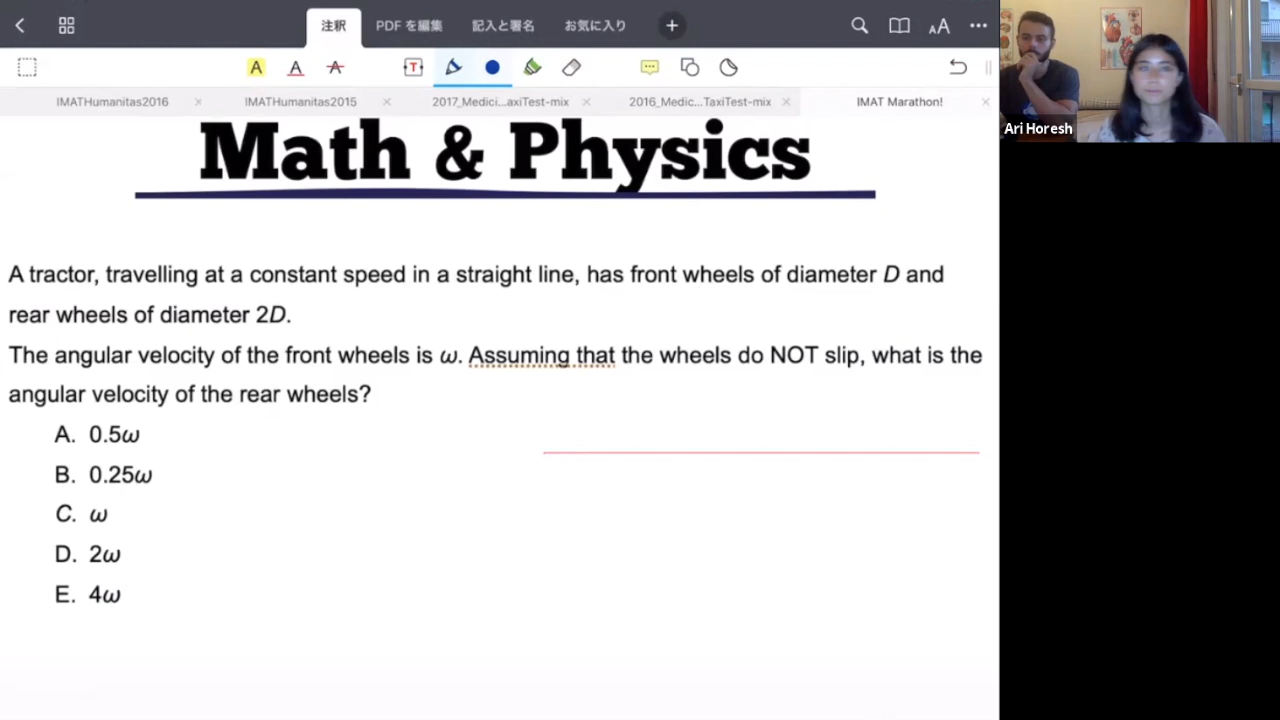 注釈 PDF を編集 記入と署名 お気に入り
A A A T A
IMATHumanitas2016 × IMATHumanitas2015 × 2017_Medici...axiTest-mix × 2016_Medic...TaxiTest-mix × IMAT Marathon! ×
Ari Horesh
Math & Physics
A tractor, travelling at a constant speed in a straight line, has front wheels of diameter D and
rear wheels of diameter 2D.
The angular velocity of the front wheels is ω. Assuming that the wheels do NOT slip, what is the
angular velocity of the rear wheels?
A. 0.5ω
B. 0.25ω
C. ω
D. 2ω
E. 4ω